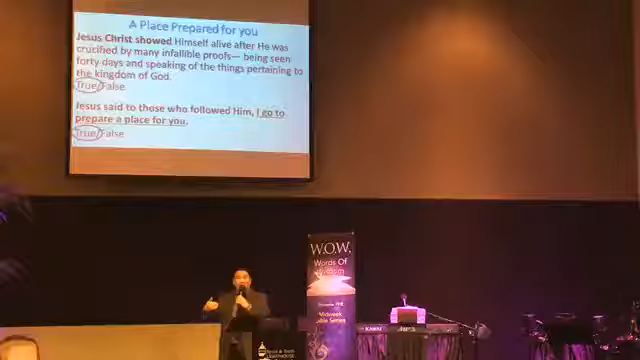 A Place Prepared for you
Jesus Christ showed Himself alive after He was
crucified by many infallible proofs— being seen
forty days and speaking of the things pertaining to
the kingdom of God.
True/False
Jesus said to those who followed Him, I go to
prepare a place for you.
True/False
W.O.W.
Words Of
Wisdom
Midweek
Bible Series